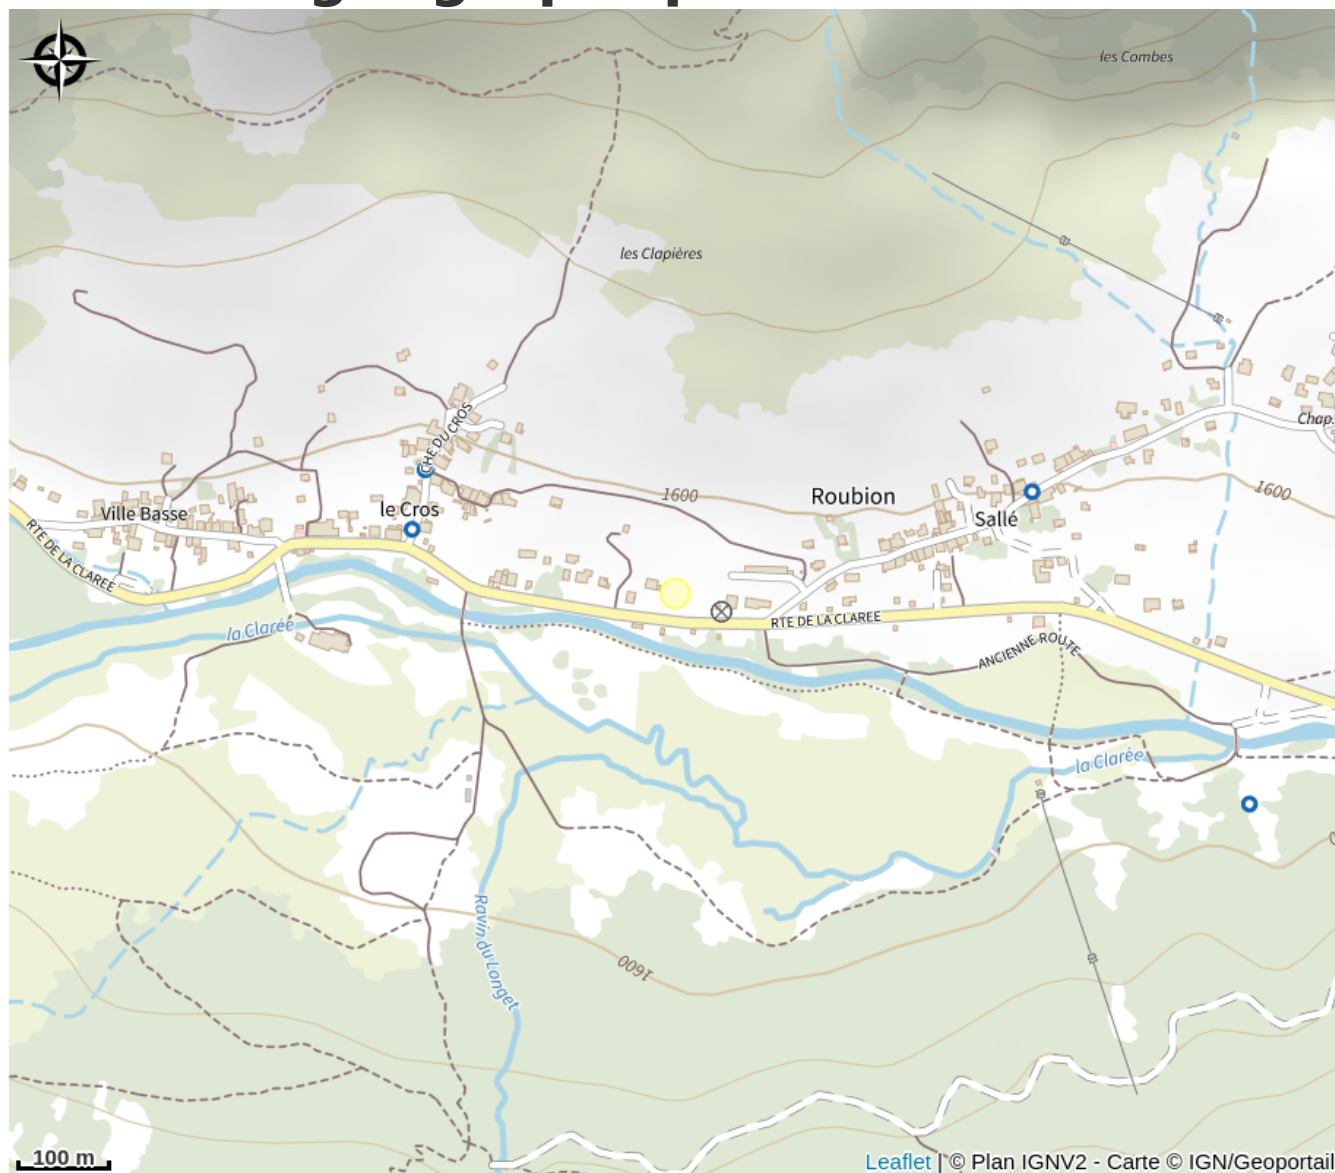 les Combes
les Clapières
Chap.
CHE DU CROS
1600
1600
Roubion
Ville Basse
le Cros
Sallé
RTE DE LA CLAREE
RTE DE LA CLAREE
la Clarée
ANCIENNE ROUTE
la Clarée
Ravin du Longet
1600
100 m
Leaflet | © Plan IGNV2 - Carte © IGN/Geoportail